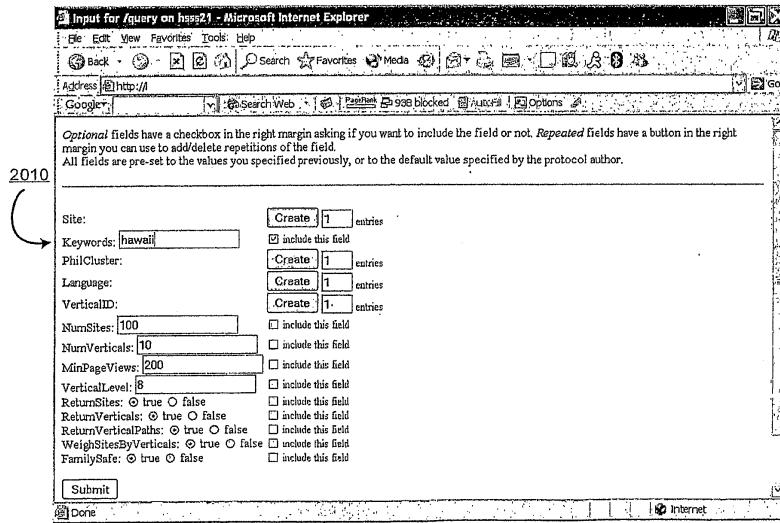 Input for /query on hsss21 - Microsoft Internet Explorer
File Edit View Favorites Tools Help
Back Search Favorites Media
Address http://
Google Search Web PageRank 938 blocked AutoFill Options
Optional fields have a checkbox in the right margin asking if you want to include the field or not. Repeated fields have a button in the right
margin you can use to add/delete repetitions of the field.
All fields are pre-set to the values you specified previously, or to the default value specified by the protocol author.
2010
Site: Create 1 entries
Keywords: hawaii include this field
PhilCluster: Create 1 entries
Language: Create 1 entries
VerticalID: Create 1 entries
NumSites: 100 include this field
NumVerticals: 10 include this field
MinPageViews: 200 include this field
VerticalLevel: 8 include this field
ReturnSites: true false include this field
ReturnVerticals: true false include this field
ReturnVerticalPaths: true false include this field
WeighSitesByVerticals: true false include this field
FamilySafe: true false include this field
Submit
Done Internet